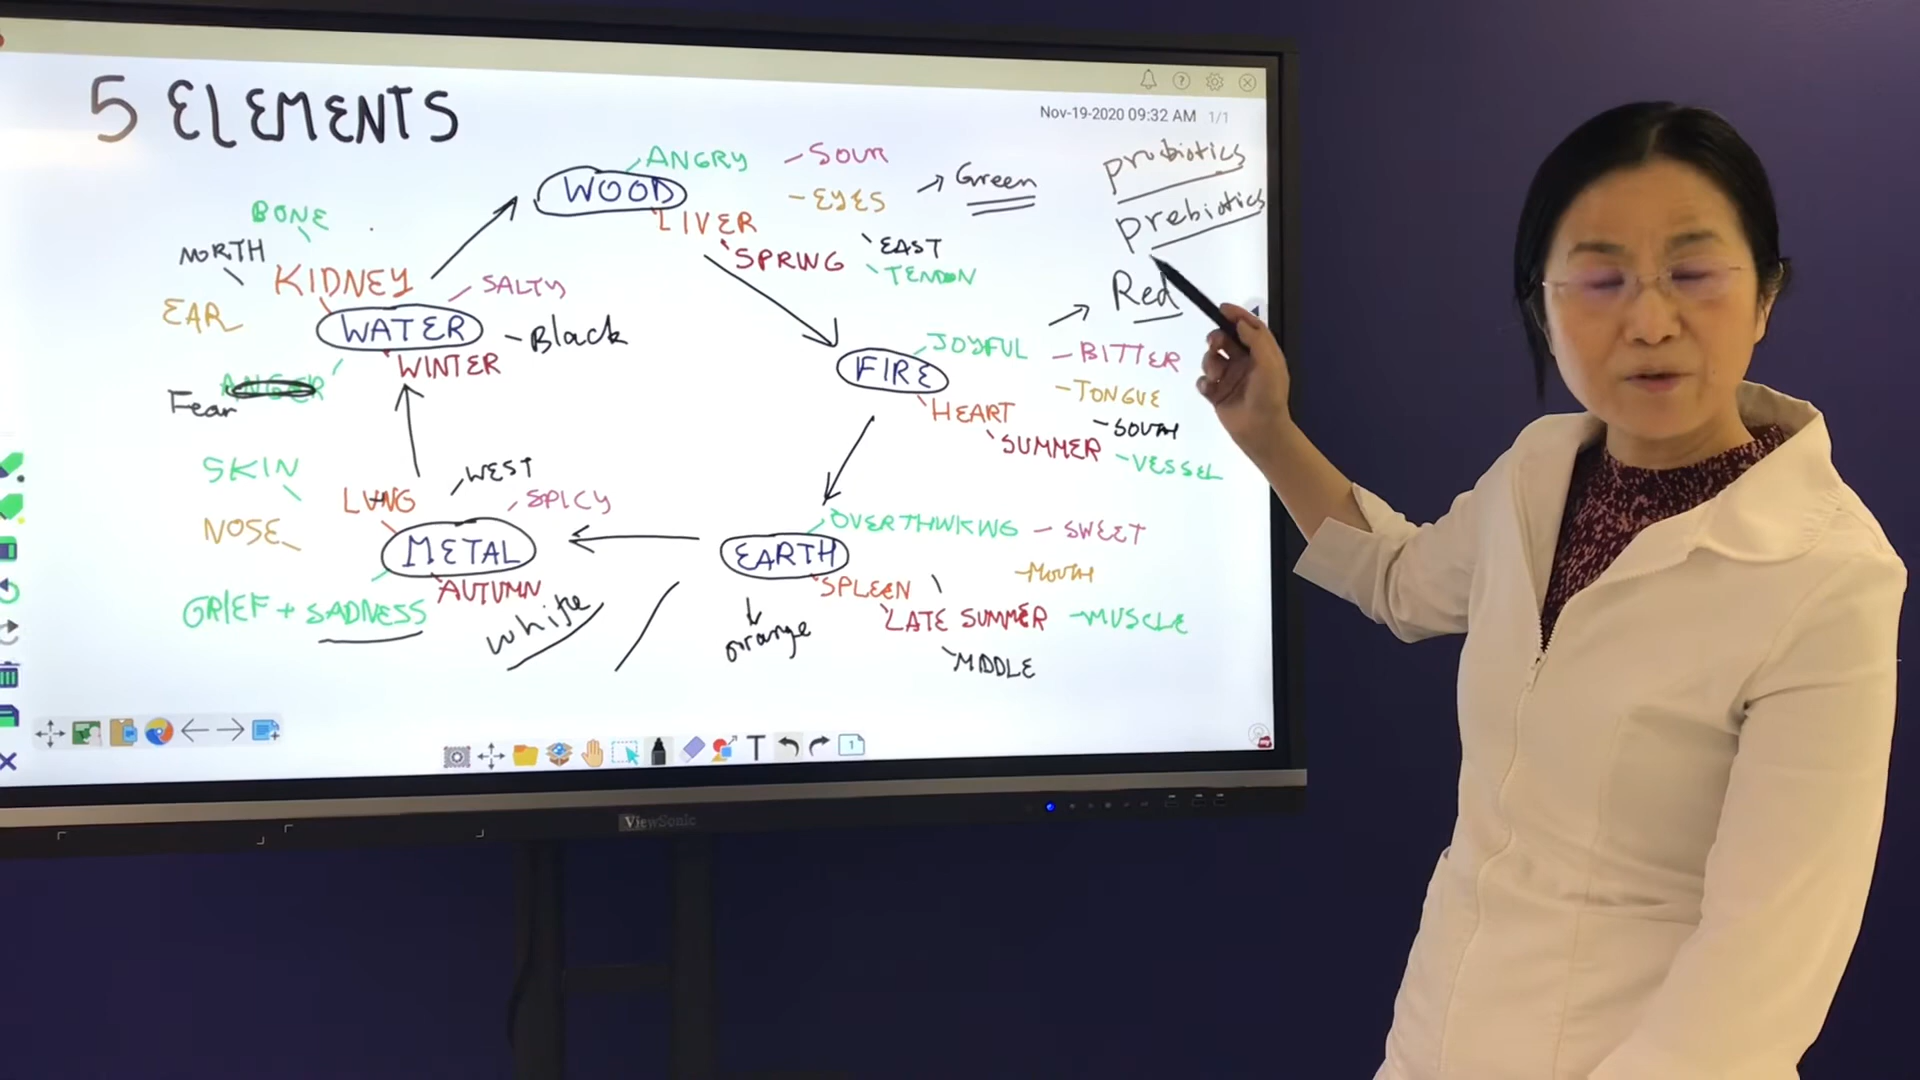 5 ELEMENTS
Nov-19-2020 09:32 AM 1/1
probiotics
prebiotics
WOOD
ANGRY
SOUR
EYES
Green
LIVER
SPRING
EAST
TENDON
BONE
NORTH
KIDNEY
SALTY
EAR
WATER
Black
WINTER
ANGER
Fear
Red
JOYFUL
BITTER
FIRE
TONGUE
HEART
SOUTH
SUMMER
VESSEL
SKIN
WEST
LUNG
SPICY
NOSE
METAL
AUTUMN
GRIEF + SADNESS
white
OVERTHINKING
SWEET
EARTH
MOUTH
SPLEEN
LATE SUMMER
MUSCLE
orange
MIDDLE
T
1
ViewSonic